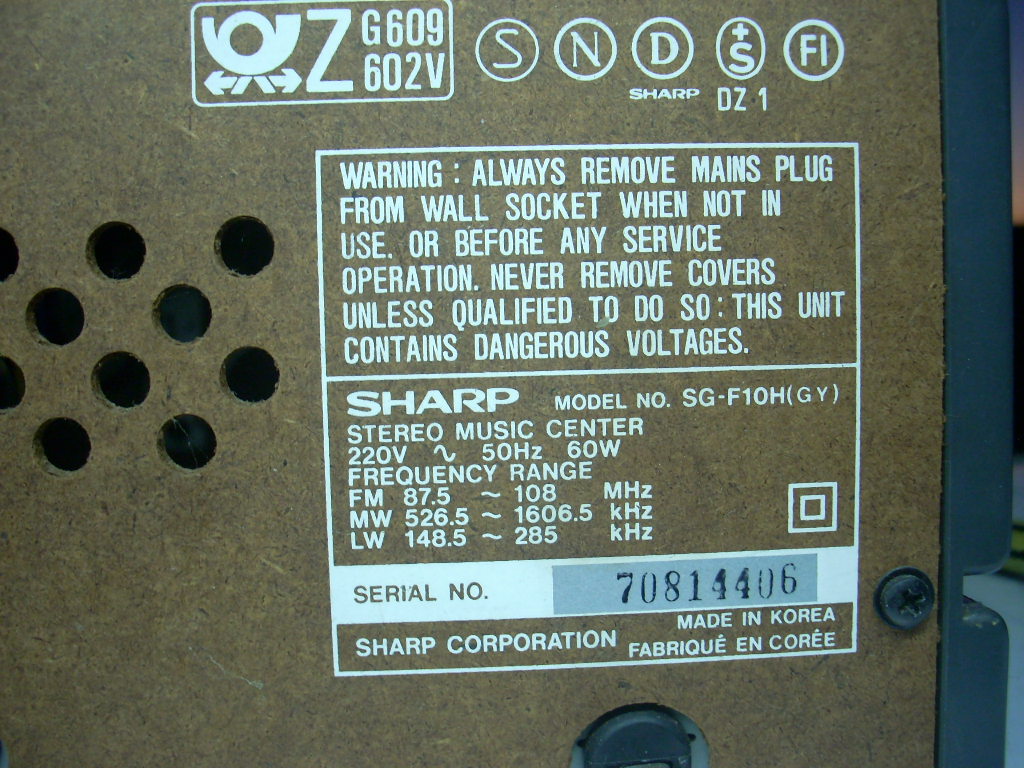 Z G609
602V
S N D +S FI
SHARP DZ 1
WARNING : ALWAYS REMOVE MAINS PLUG
FROM WALL SOCKET WHEN NOT IN
USE. OR BEFORE ANY SERVICE
OPERATION. NEVER REMOVE COVERS
UNLESS QUALIFIED TO DO SO : THIS UNIT
CONTAINS DANGEROUS VOLTAGES.
SHARP MODEL NO. SG-F10H(GY)
STEREO MUSIC CENTER
220V ∿ 50Hz 60W
FREQUENCY RANGE
FM 87.5 ~ 108 MHz
MW 526.5 ~ 1606.5 kHz
LW 148.5 ~ 285 kHz
SERIAL NO. 70814406
MADE IN KOREA
SHARP CORPORATION FABRIQUÉ EN CORÉE